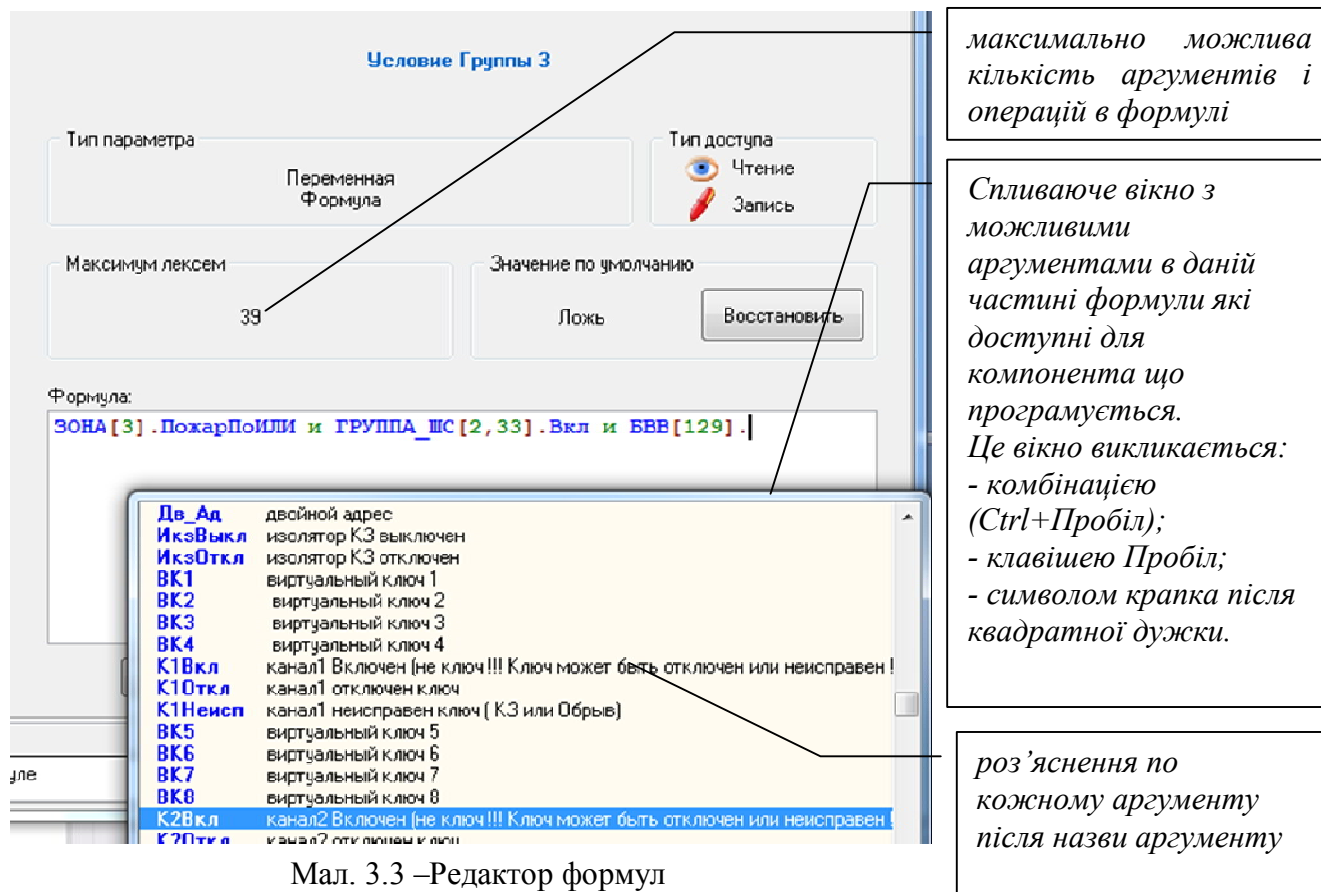 Условие Группы 3
Тип параметра
Переменная
Формула
Тип доступа
Чтение
Запись
Максимум лексем
39
Значение по умолчанию
Ложь
Восстановить
Формула:
ЗОНА[3].ПожарПоИЛИ и ГРУППА_ШС[2,33].Вкл и БВВ[129].
Дв_Ад двойной адрес
ИкзВыкл изолятор КЗ выключен
ИкзОткл изолятор КЗ отключен
ВК1 виртуальный ключ 1
ВК2 виртуальный ключ 2
ВК3 виртуальный ключ 3
ВК4 виртуальный ключ 4
К1Вкл канал1 Включен (не ключ !!! Ключ может быть отключен или неисправен !
К1Откл канал1 отключен ключ
К1Неисп канал1 неисправен ключ ( КЗ или Обрыв)
ВК5 виртуальный ключ 5
ВК6 виртуальный ключ 6
ВК7 виртуальный ключ 7
ВК8 виртуальный ключ 8
К2Вкл канал2 Включен (не ключ !!! Ключ может быть отключен или неисправен !
К2Откл канал2 отключен ключ
уле
максимально можлива
кількість аргументів і
операцій в формулі
Спливаюче вікно з
можливими
аргументами в даній
частині формули які
доступні для
компонента що
програмується.
Це вікно викликається:
- комбінацією
(Ctrl+Пробіл);
- клавішею Пробіл;
- символом крапка після
квадратної дужки.
роз’яснення по
кожному аргументу
після назви аргументу
Мал. 3.3 –Редактор формул